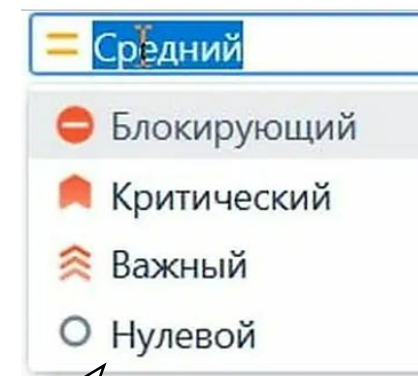 Средний
Блокирующий
Критический
Важный
Нулевой